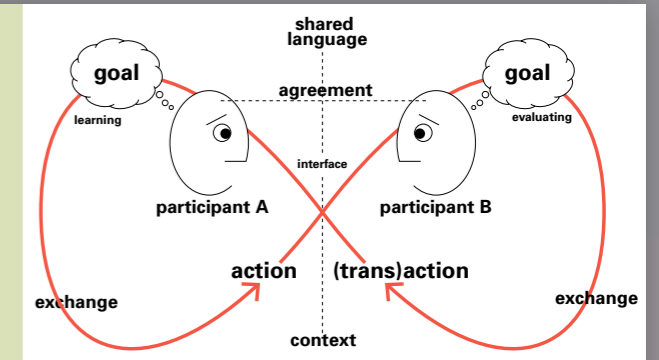 shared
language
goal
goal
agreement
learning
evaluating
interface
participant A
participant B
action
(trans)action
exchange
exchange
context